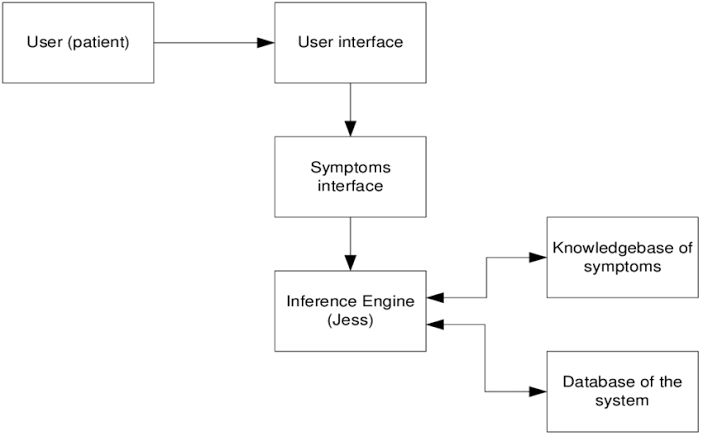 User (patient)
User interface
Symptoms
interface
Inference Engine
(Jess)
Knowledgebase of
symptoms
Database of the
system